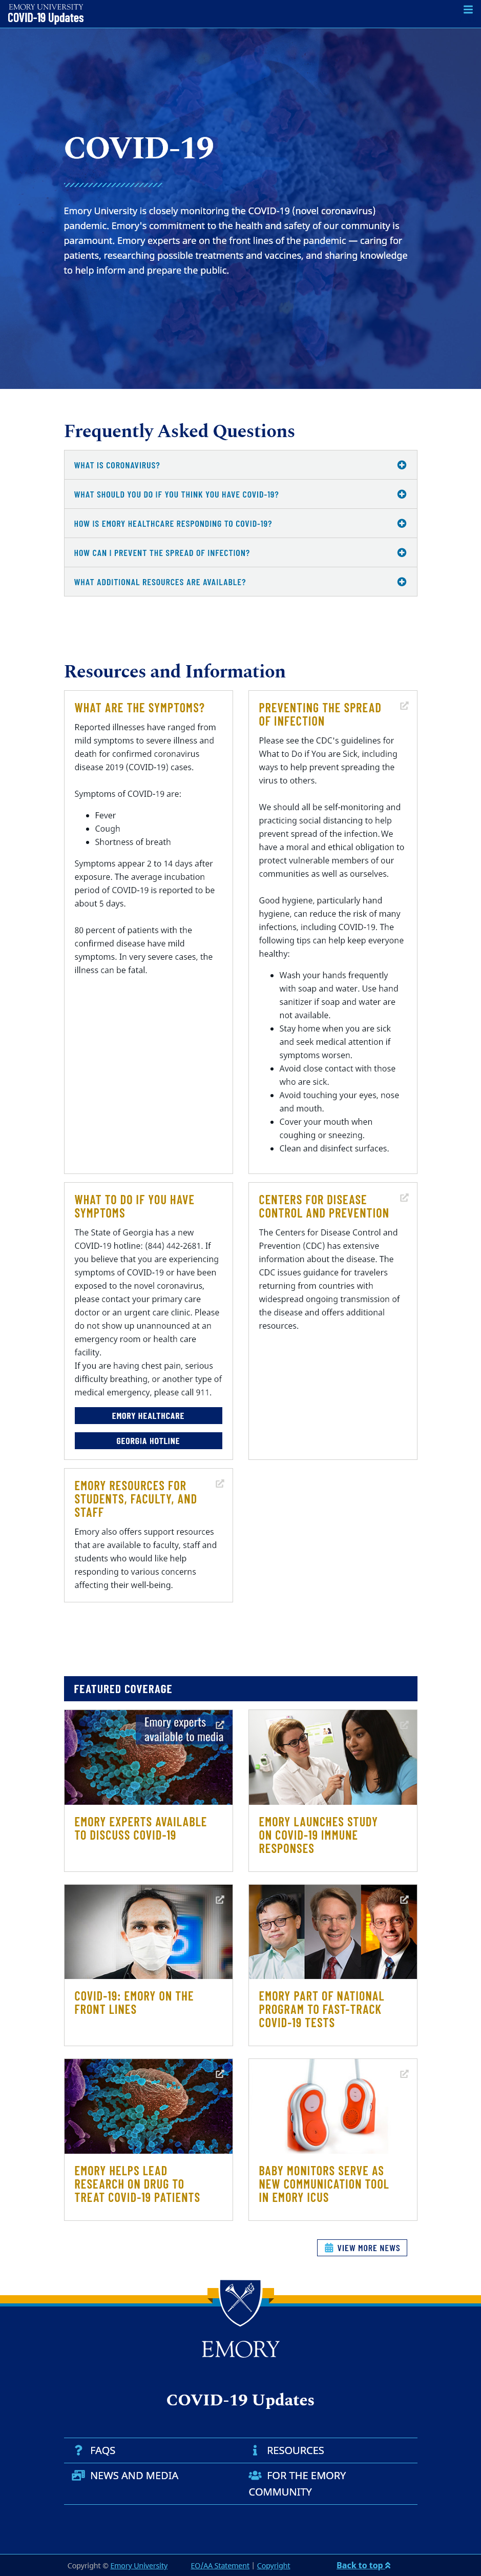 EMORY UNIVERSITY
COVID-19 Updates
COVID-19
Emory University is closely monitoring the COVID-19 (novel coronavirus)
pandemic. Emory's commitment to the health and safety of our community is
paramount. Emory experts are on the front lines of the pandemic — caring for
patients, researching possible treatments and vaccines, and sharing knowledge
to help inform and prepare the public.
Frequently Asked Questions
WHAT IS CORONAVIRUS?
WHAT SHOULD YOU DO IF YOU THINK YOU HAVE COVID-19?
HOW IS EMORY HEALTHCARE RESPONDING TO COVID-19?
HOW CAN I PREVENT THE SPREAD OF INFECTION?
WHAT ADDITIONAL RESOURCES ARE AVAILABLE?
Resources and Information
WHAT ARE THE SYMPTOMS?
Reported illnesses have ranged from
mild symptoms to severe illness and
death for confirmed coronavirus
disease 2019 (COVID-19) cases.
Symptoms of COVID-19 are:
• Fever
• Cough
• Shortness of breath
Symptoms appear 2 to 14 days after
exposure. The average incubation
period of COVID-19 is reported to be
about 5 days.
80 percent of patients with the
confirmed disease have mild
symptoms. In very severe cases, the
illness can be fatal.
PREVENTING THE SPREAD
OF INFECTION
Please see the CDC's guidelines for
What to Do if You are Sick, including
ways to help prevent spreading the
virus to others.
We should all be self-monitoring and
practicing social distancing to help
prevent spread of the infection. We
have a moral and ethical obligation to
protect vulnerable members of our
communities as well as ourselves.
Good hygiene, particularly hand
hygiene, can reduce the risk of many
infections, including COVID-19. The
following tips can help keep everyone
healthy:
• Wash your hands frequently
with soap and water. Use hand
sanitizer if soap and water are
not available.
• Stay home when you are sick
and seek medical attention if
symptoms worsen.
• Avoid close contact with those
who are sick.
• Avoid touching your eyes, nose
and mouth.
• Cover your mouth when
coughing or sneezing.
• Clean and disinfect surfaces.
WHAT TO DO IF YOU HAVE
SYMPTOMS
The State of Georgia has a new
COVID-19 hotline: (844) 442-2681. If
you believe that you are experiencing
symptoms of COVID-19 or have been
exposed to the novel coronavirus,
please contact your primary care
doctor or an urgent care clinic. Please
do not show up unannounced at an
emergency room or health care
facility.
If you are having chest pain, serious
difficulty breathing, or another type of
medical emergency, please call 911.
EMORY HEALTHCARE
GEORGIA HOTLINE
CENTERS FOR DISEASE
CONTROL AND PREVENTION
The Centers for Disease Control and
Prevention (CDC) has extensive
information about the disease. The
CDC issues guidance for travelers
returning from countries with
widespread ongoing transmission of
the disease and offers additional
resources.
EMORY RESOURCES FOR
STUDENTS, FACULTY, AND
STAFF
Emory also offers support resources
that are available to faculty, staff and
students who would like help
responding to various concerns
affecting their well-being.
FEATURED COVERAGE
Emory experts
available to media
EMORY EXPERTS AVAILABLE
TO DISCUSS COVID-19
EMORY LAUNCHES STUDY
ON COVID-19 IMMUNE
RESPONSES
COVID-19: EMORY ON THE
FRONT LINES
EMORY PART OF NATIONAL
PROGRAM TO FAST-TRACK
COVID-19 TESTS
EMORY HELPS LEAD
RESEARCH ON DRUG TO
TREAT COVID-19 PATIENTS
BABY MONITORS SERVE AS
NEW COMMUNICATION TOOL
IN EMORY ICUS
VIEW MORE NEWS
EMORY
COVID-19 Updates
FAQS
RESOURCES
NEWS AND MEDIA
FOR THE EMORY
COMMUNITY
Copyright © Emory University
EO/AA Statement | Copyright
Back to top